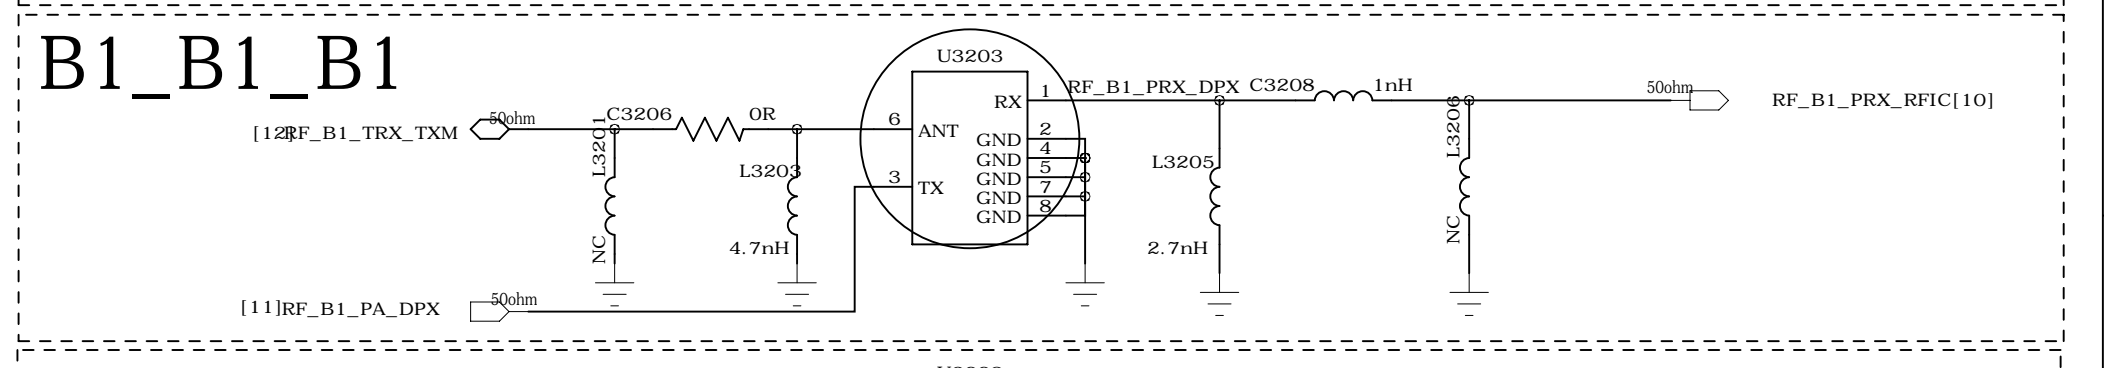 B1_B1_B1
U3203
RX
1
RF_B1_PRX_DPX
C3208
1nH
50ohm
RF_B1_PRX_RFIC[10]
[12]RF_B1_TRX_TXM
50ohm
L3201
C3206
0R
6
ANT
GND
2
GND
4
GND
5
GND
7
GND
8
L3203
3
TX
L3205
L3206
NC
4.7nH
2.7nH
NC
[11]RF_B1_PA_DPX
50ohm